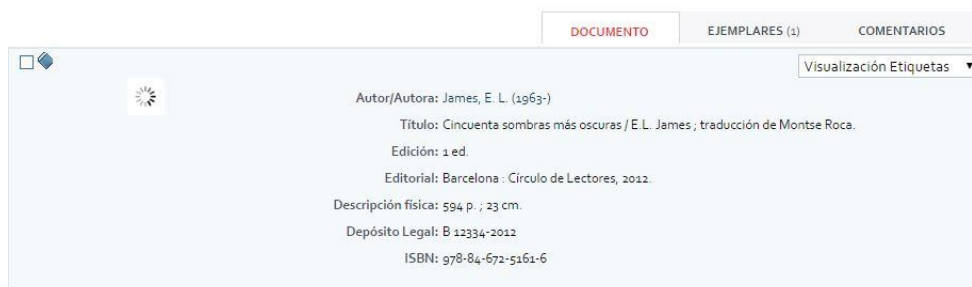 DOCUMENTO EJEMPLARES (1) COMENTARIOS
Visualización Etiquetas
Autor/Autora: James, E. L. (1963-)
Título: Cincuenta sombras más oscuras / E.L. James ; traducción de Montse Roca.
Edición: 1 ed.
Editorial: Barcelona : Círculo de Lectores, 2012.
Descripción física: 594 p. ; 23 cm.
Depósito Legal: B 12334-2012
ISBN: 978-84-672-5161-6